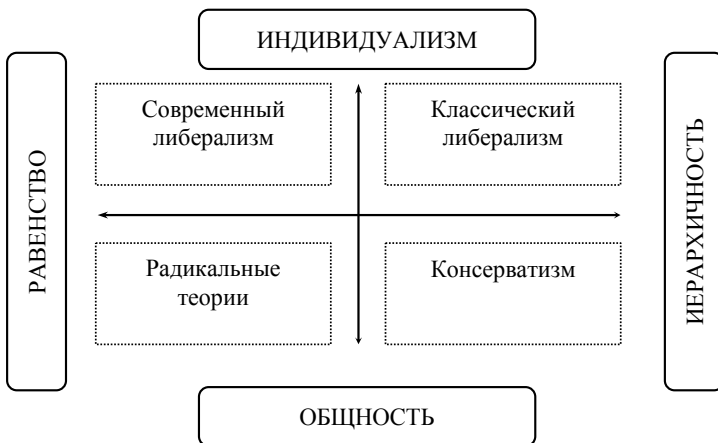 ИНДИВИДУАЛИЗМ
РАВЕНСТВО
Современный
либерализм
Классический
либерализм
ИЕРАРХИЧНОСТЬ
Радикальные
теории
Консерватизм
ОБЩНОСТЬ